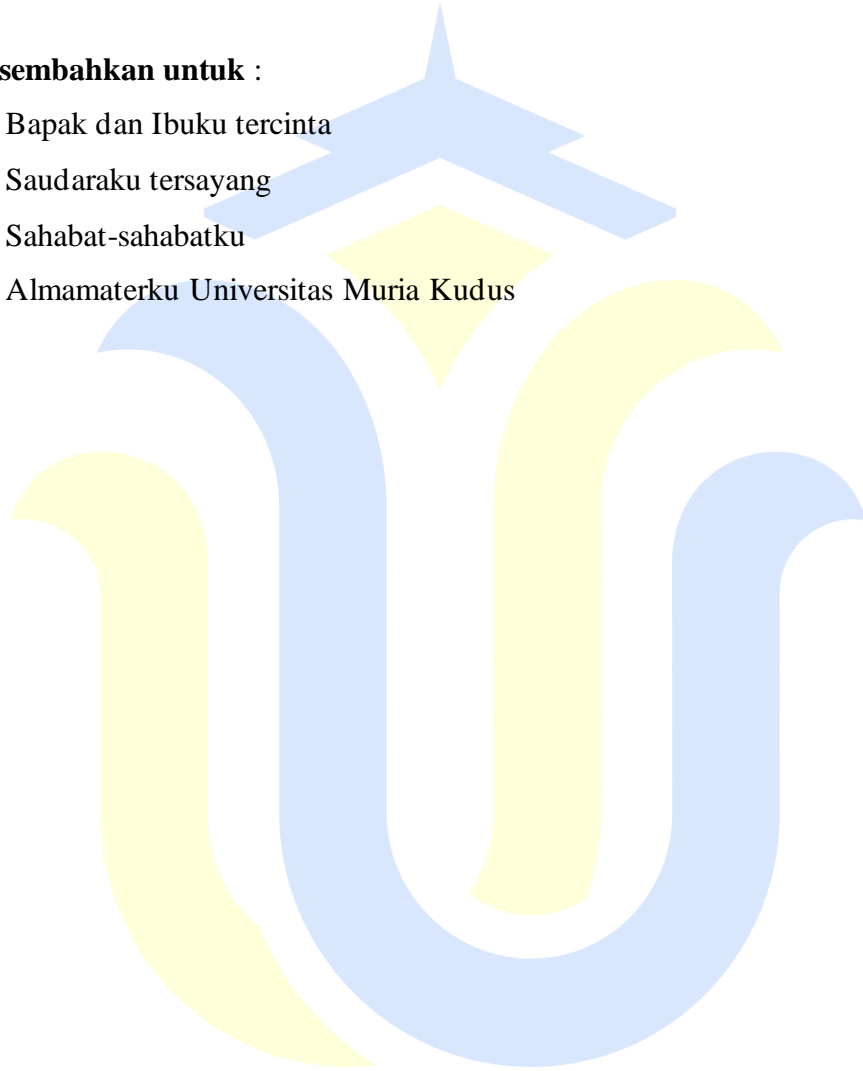 sembahkan untuk :
Bapak dan Ibuku tercinta
Saudaraku tersayang
Sahabat-sahabatku
Almamaterku Universitas Muria Kudus